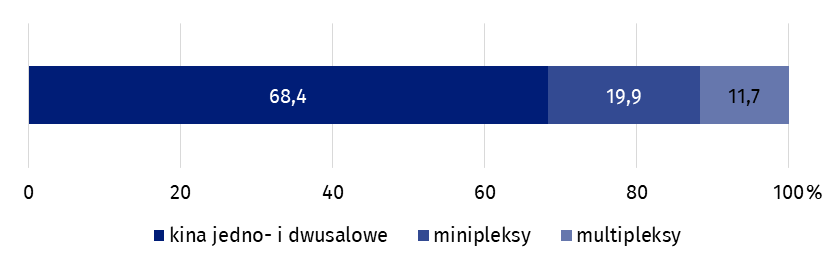 68,4 19,9 11,7
0 20 40 60 80 100%
kina jedno- i dwusalowe minipleksy multipleksy